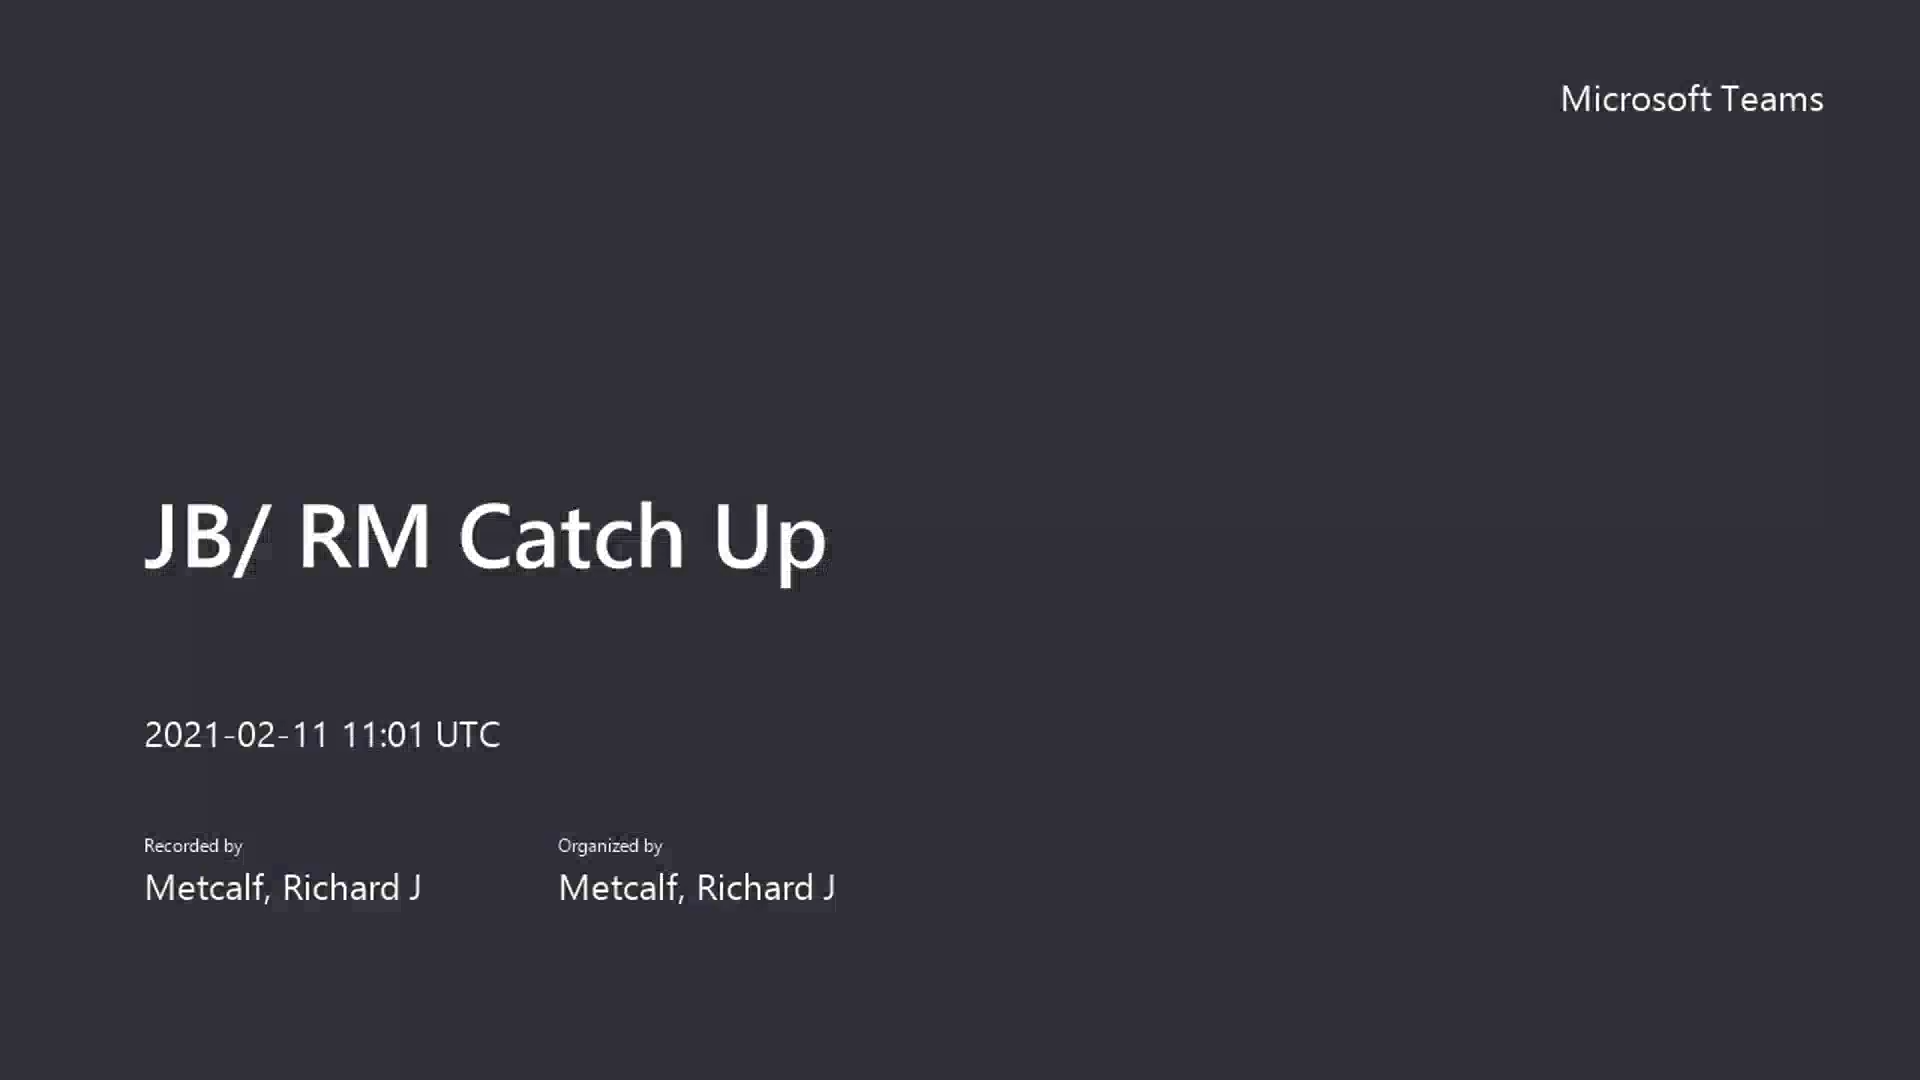 Microsoft Teams
JB/ RM Catch Up
2021-02-11 11:01 UTC
Recorded by
Metcalf, Richard J
Organized by
Metcalf, Richard J